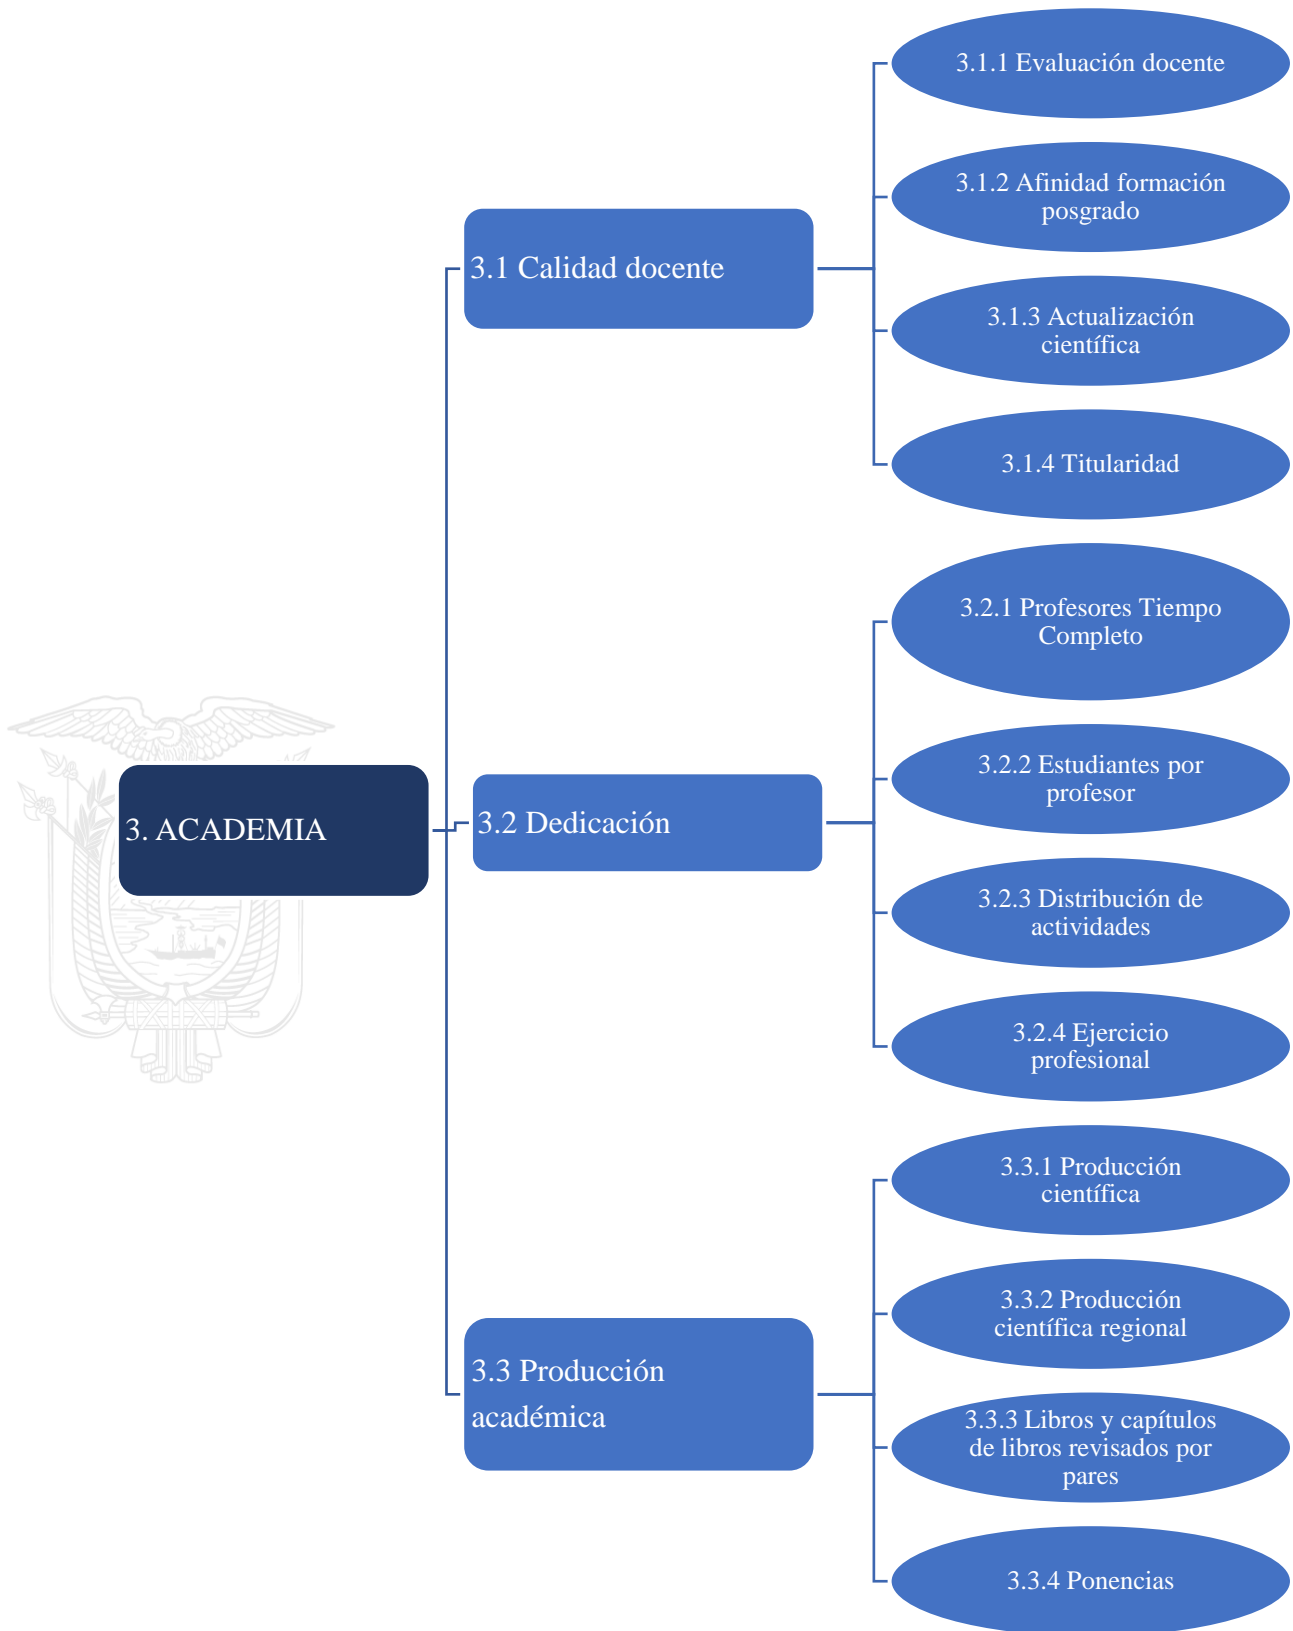 3. ACADEMIA
3.1 Calidad docente
3.1.1 Evaluación docente
3.1.2 Afinidad formación
posgrado
3.1.3 Actualización
científica
3.1.4 Titularidad
3.2 Dedicación
3.2.1 Profesores Tiempo
Completo
3.2.2 Estudiantes por
profesor
3.2.3 Distribución de
actividades
3.2.4 Ejercicio
profesional
3.3 Producción
académica
3.3.1 Producción
científica
3.3.2 Producción
científica regional
3.3.3 Libros y capítulos
de libros revisados por
pares
3.3.4 Ponencias